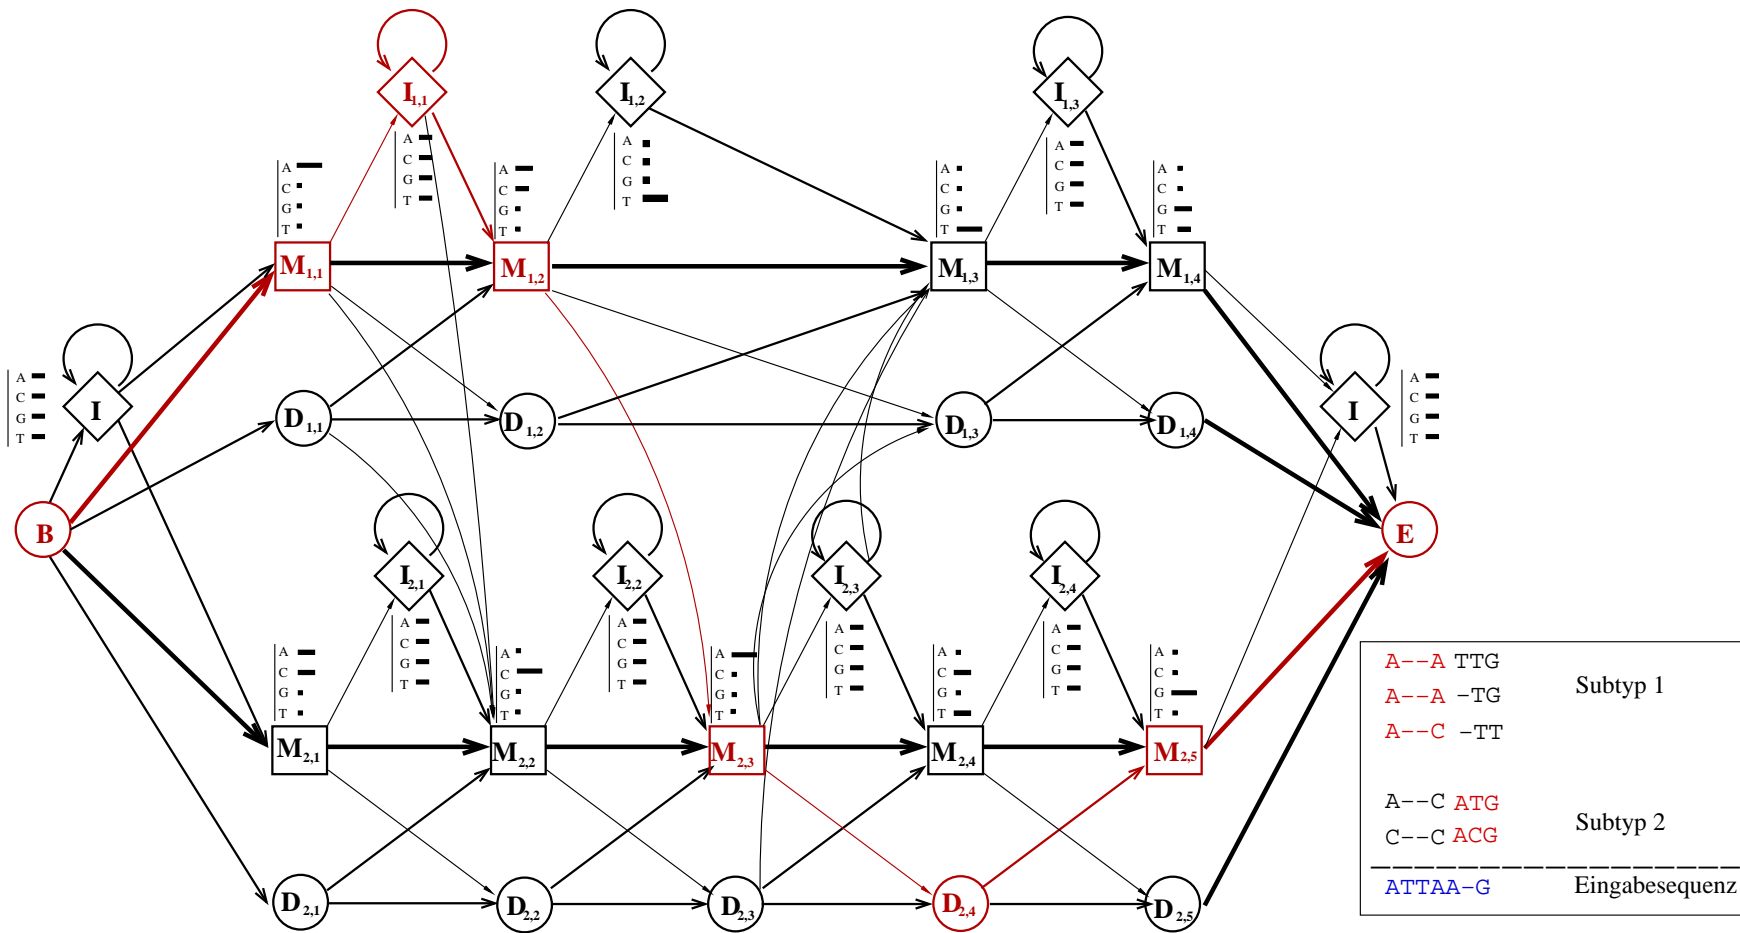 I1,1
I1,2
I1,3
A
C
G
T
A
C
G
T
A
C
G
T
A
C
G
T
A
C
G
T
A
C
G
T
A
C
G
T
M1,1
M1,2
M1,3
M1,4
A
C
G
T
I
I
A
C
G
T
D1,1
D1,2
D1,3
D1,4
B
E
I2,1
I2,2
I2,3
I2,4
A
C
G
T
A
C
G
T
A
C
G
T
A
C
G
T
A
C
G
T
A
C
G
T
A
C
G
T
A
C
G
T
A
C
G
T
M2,1
M2,2
M2,3
M2,4
M2,5
D2,1
D2,2
D2,3
D2,4
D2,5
A--A TTG
A--A -TG
A--C -TT
Subtyp 1
A--C ATG
C--C ACG
Subtyp 2
ATTAA-G Eingabesequenz